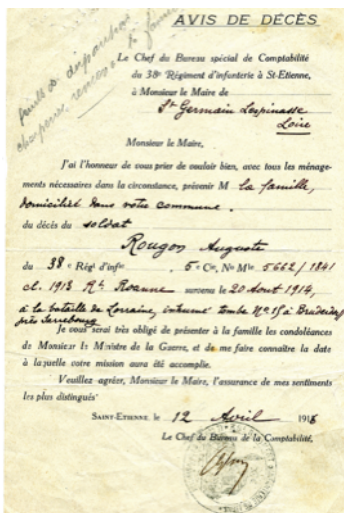 AVIS DE DÉCÈS
Le Chef du Bureau spécial de Comptabilité
du 38e Régiment d'infanterie à St-Etienne,
à Monsieur le Maire de
St Germain Lespinasse
Loire
Monsieur le Maire,
J'ai l'honneur de vous prier de vouloir bien, avec tous les ménage-
ments nécessaires dans la circonstance, prévenir M la famille,
domiciliée dans votre commune.
du décès du soldat
Rougon Auguste
du 38e Régt d'infie 5e Cie, No Mle 5662/1841
cl. 1913 Rt Roanne survenu le 20 Aout 1914,
à la bataille de Lorraine, inhumé tombe No 15 à
près Sarrebourg
Je vous serai très obligé de présenter à la famille les condoléances
de Monsieur le Ministre de la Guerre, et de me faire connaître la date
à laquelle votre mission aura été accomplie.
Veuillez agréer, Monsieur le Maire, l'assurance de mes sentiments
les plus distingués
SAINT-ETIENNE, le 12 Avril
Le Chef du Bureau de la Comptabilité,